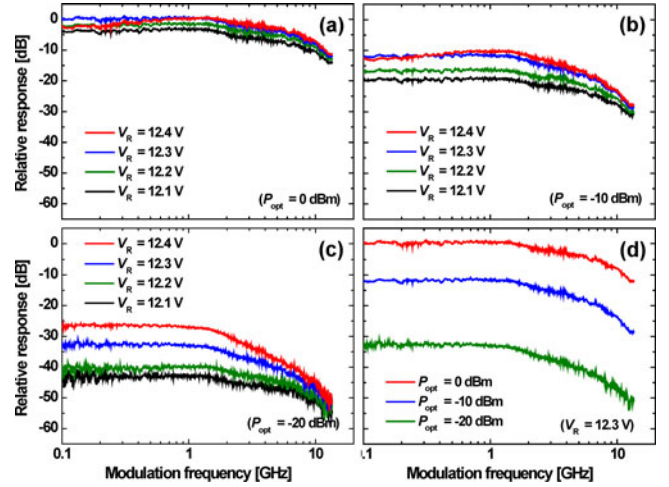 (a)
Relative response [dB]
0
-10
-20
-30
-40
-50
-60
V_R = 12.4 V
V_R = 12.3 V
V_R = 12.2 V
V_R = 12.1 V
(P_opt = 0 dBm)
(b)
V_R = 12.4 V
V_R = 12.3 V
V_R = 12.2 V
V_R = 12.1 V
(P_opt = -10 dBm)
(c)
Relative response [dB]
0
-10
-20
-30
-40
-50
-60
V_R = 12.4 V
V_R = 12.3 V
V_R = 12.2 V
V_R = 12.1 V
(P_opt = -20 dBm)
0.1 1 10
Modulation frequency [GHz]
(d)
P_opt = 0 dBm
P_opt = -10 dBm
P_opt = -20 dBm
(V_R = 12.3 V)
0.1 1 10
Modulation frequency [GHz]